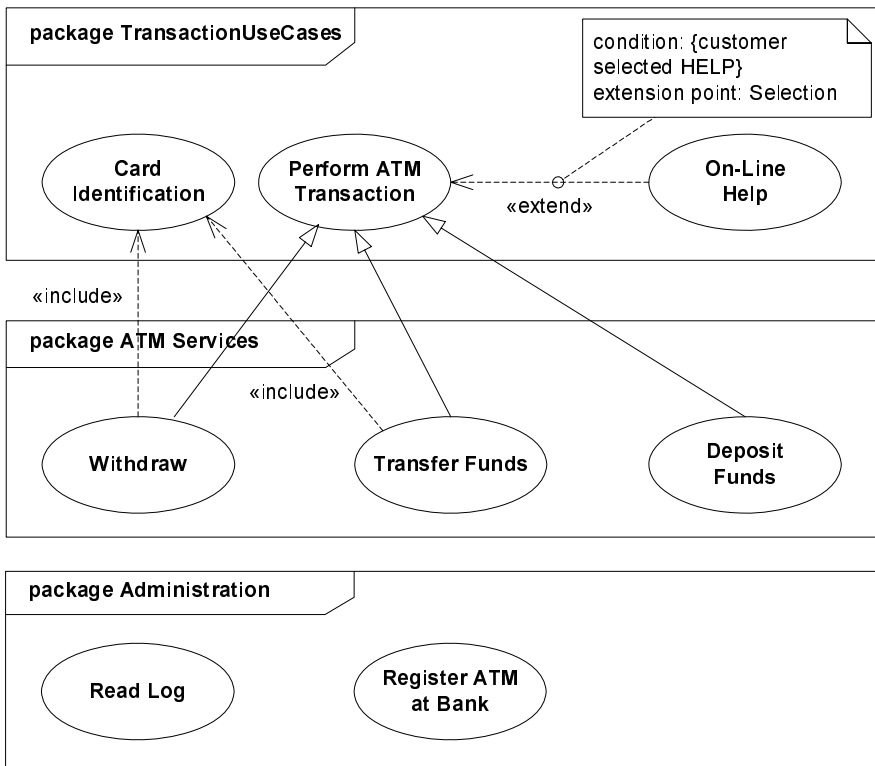 package TransactionUseCases
condition: {customer
selected HELP}
extension point: Selection
Card
Identification
Perform ATM
Transaction
On-Line
Help
«extend»
«include»
package ATM Services
«include»
Withdraw
Transfer Funds
Deposit
Funds
package Administration
Read Log
Register ATM
at Bank